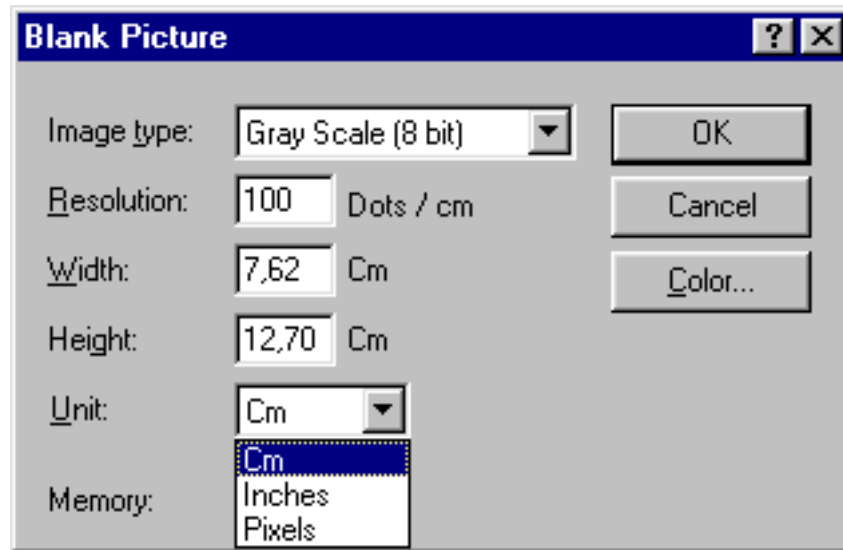 Blank Picture
Image type: Gray Scale (8 bit) OK
Resolution: 100 Dots / cm Cancel
Width: 7,62 Cm Color...
Height: 12,70 Cm
Unit: Cm
Cm
Inches
Memory:
Pixels